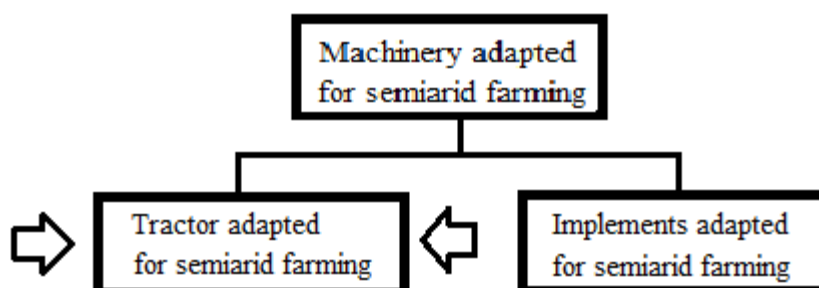 Machinery adapted
for semiarid farming
Tractor adapted
for semiarid farming
Implements adapted
for semiarid farming